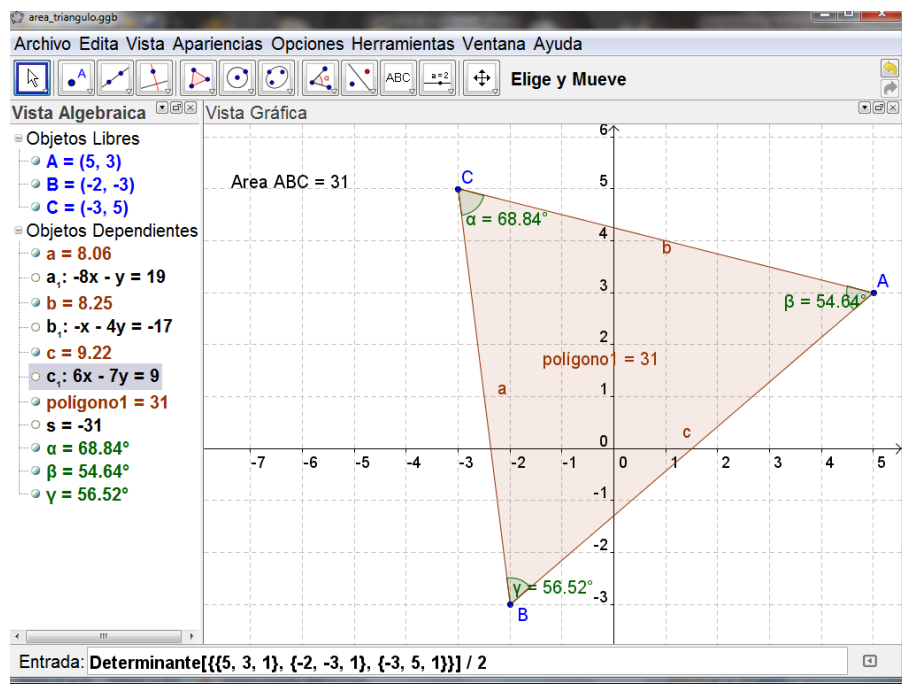 area_triangulo.ggb
Archivo Edita Vista Apariencias Opciones Herramientas Ventana Ayuda
A α ABC a=2 Elige y Mueve
Vista Algebraica
Objetos Libres
A = (5, 3)
B = (-2, -3)
C = (-3, 5)
Objetos Dependientes
a = 8.06
a₁: -8x - y = 19
b = 8.25
b₁: -x - 4y = -17
c = 9.22
c₁: 6x - 7y = 9
polígono1 = 31
s = -31
α = 68.84°
β = 54.64°
γ = 56.52°
Vista Gráfica
6
Area ABC = 31
C
5
α = 68.84°
4
b
A
3
β = 54.64°
2
polígono1 = 31
a
1
c
0
-7 -6 -5 -4 -3 -2 -1 0 1 2 3 4 5
-1
-2
γ = 56.52°
-3
B
Entrada: Determinante[{{5, 3, 1}, {-2, -3, 1}, {-3, 5, 1}}] / 2